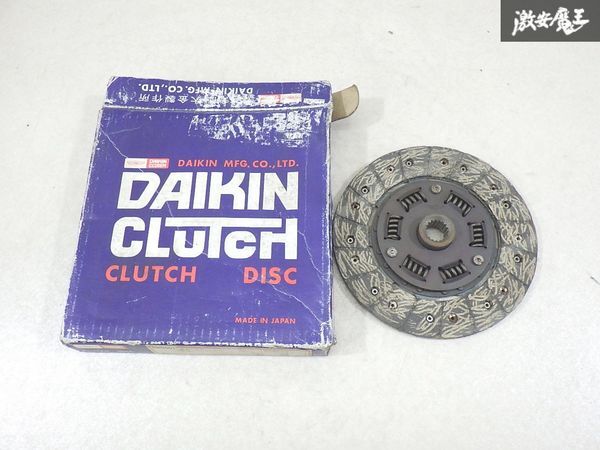 激安魔王
DAIKIN MFG.CO.,LTD.
DAIKIN MFG.CO.,LTD.
DAIKIN
CLUTCH
CLUTCH DISC
MADE IN JAPAN